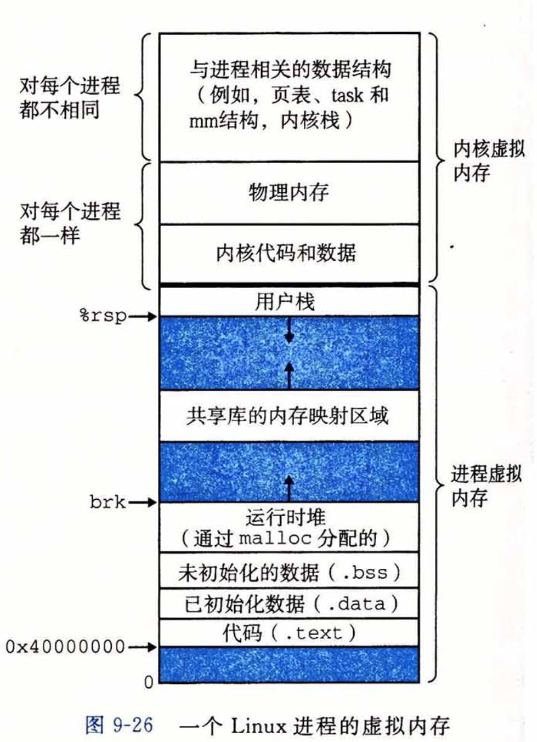 对每个进程
都不相同
与进程相关的数据结构
(例如，页表、task 和
mm结构，内核栈)
内核虚拟
内存
对每个进程
都一样
物理内存
内核代码和数据
用户栈
%rsp
共享库的内存映射区域
进程虚拟
内存
brk
运行时堆
(通过 malloc 分配的)
未初始化的数据(.bss)
已初始化数据(.data)
代码(.text)
0x40000000
0
图 9-26 一个 Linux 进程的虚拟内存